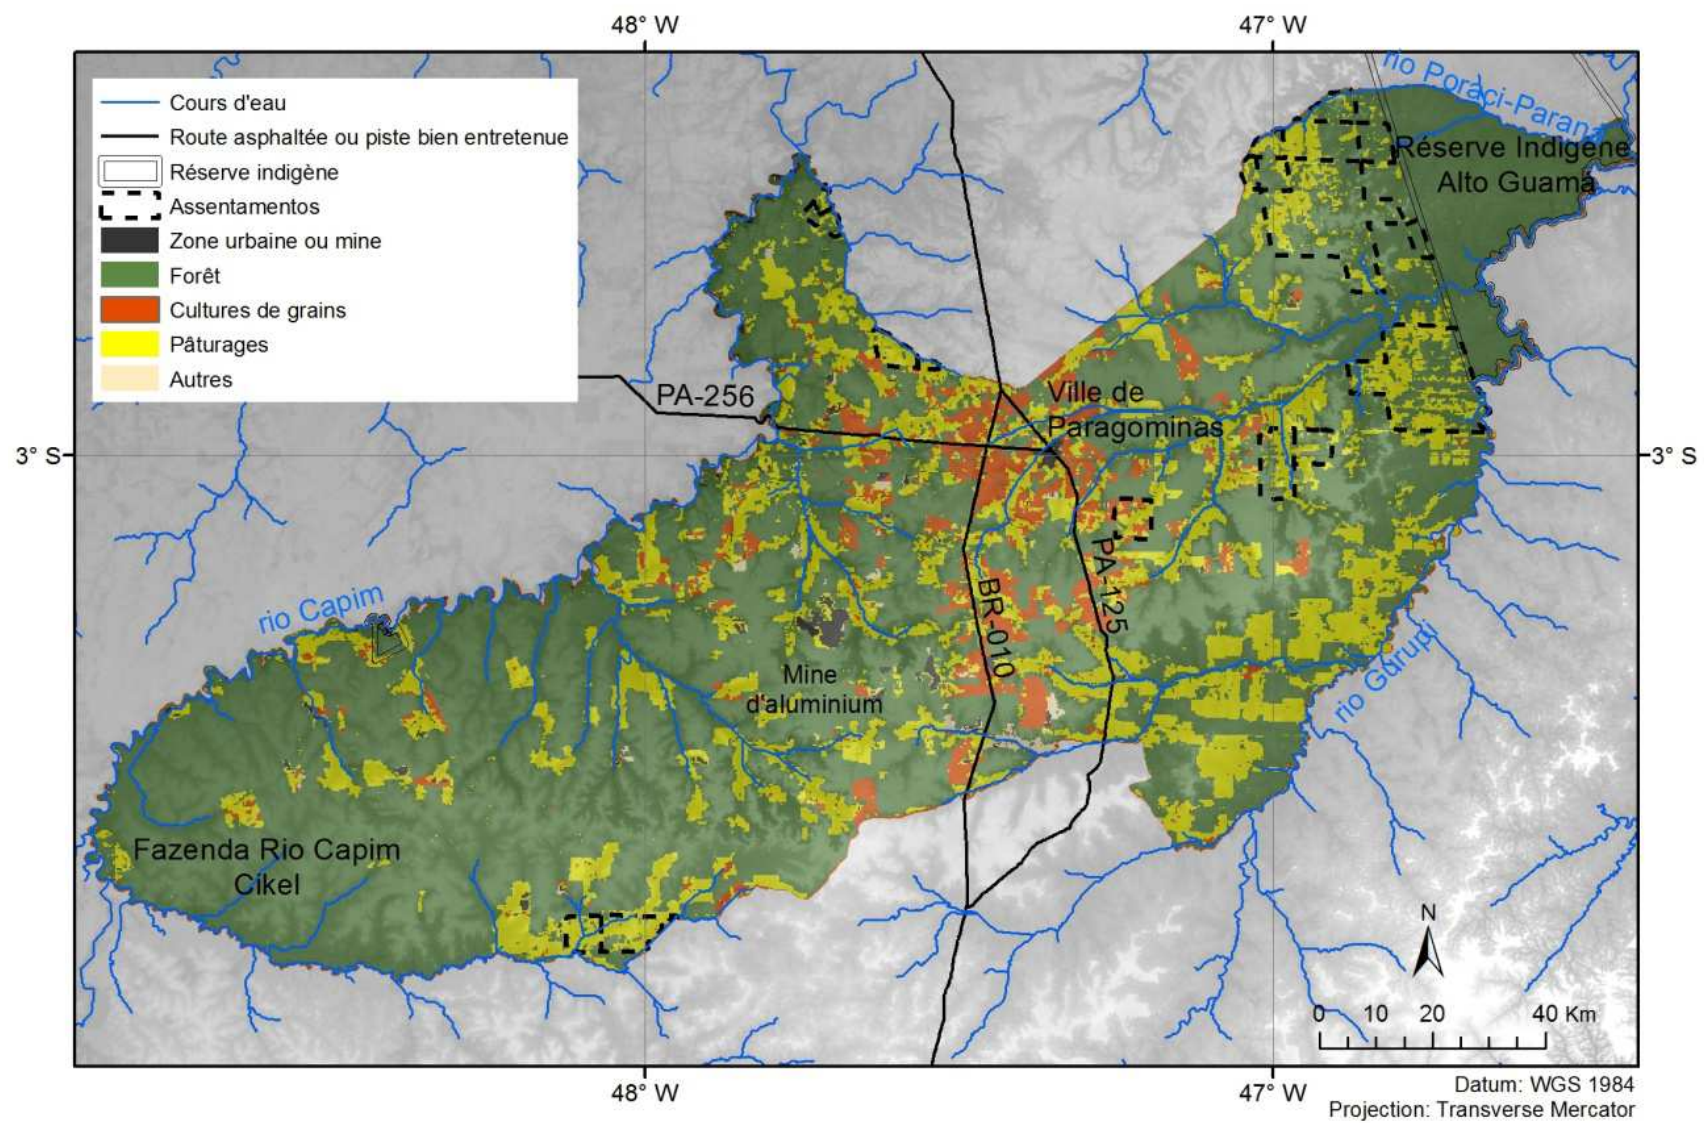 48° W
47° W
Cours d'eau
Route asphaltée ou piste bien entretenue
Réserve indigène
Assentamentos
Zone urbaine ou mine
Forêt
Cultures de grains
Pâturages
Autres
rio Poràci-Paraná
Réserve Indigène
Alto Guamá
PA-256
Ville de
Paragominas
3° S
3° S
PA-125
BR-010
rio Capim
Mine
d'aluminium
rio Gurupi
Fazenda Rio Capim
Cikel
N
0 10 20 40 Km
48° W
47° W
Datum: WGS 1984
Projection: Transverse Mercator